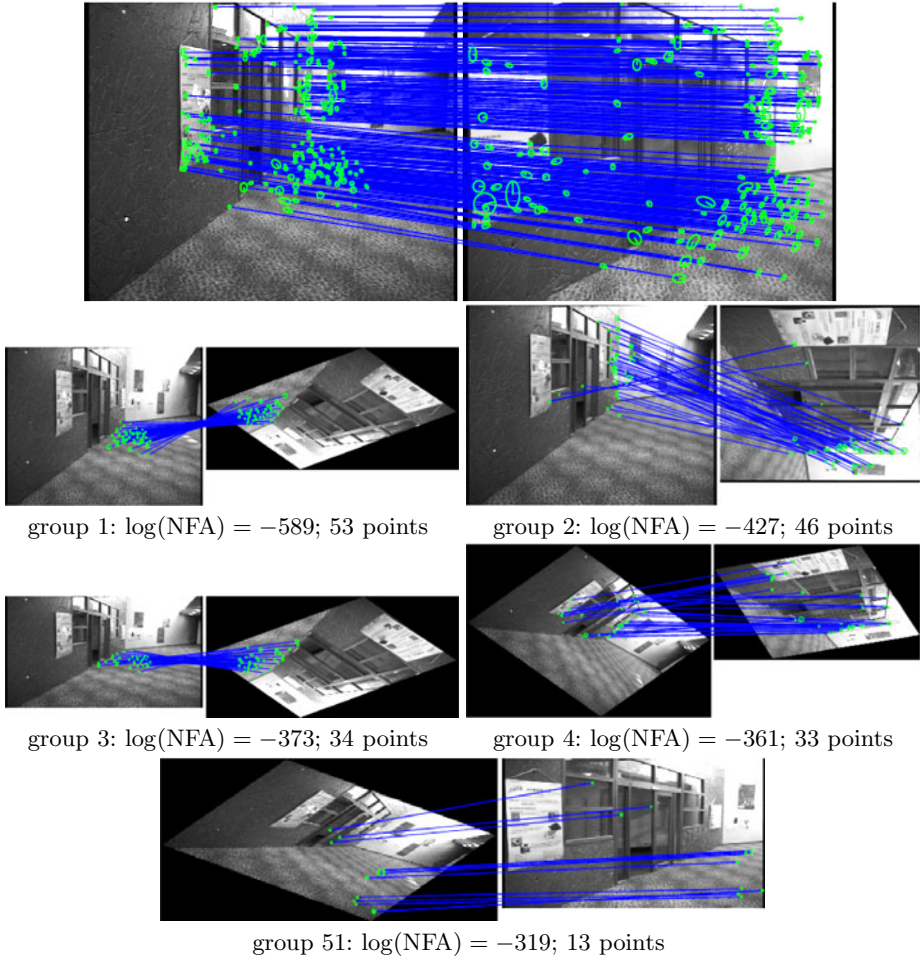 group 1: log(NFA) = −589; 53 points
group 2: log(NFA) = −427; 46 points
group 3: log(NFA) = −373; 34 points
group 4: log(NFA) = −361; 33 points
group 51: log(NFA) = −319; 13 points